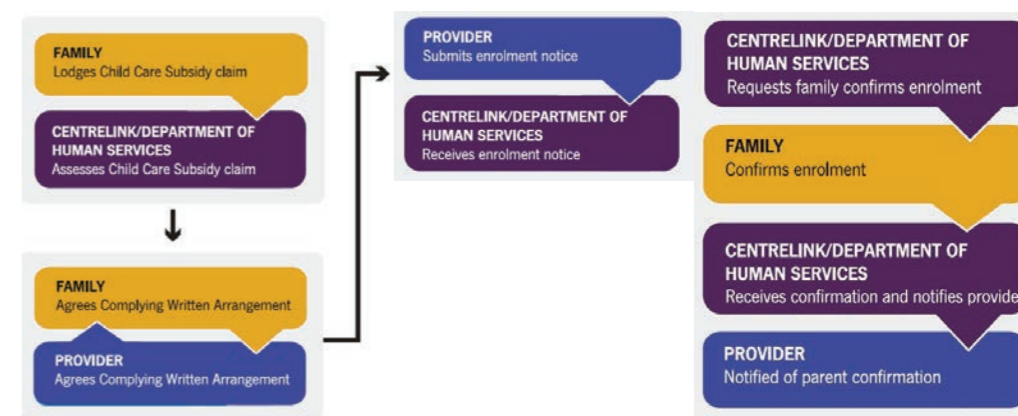 FAMILY
Lodges Child Care Subsidy claim
CENTRELINK/DEPARTMENT OF
HUMAN SERVICES
Assesses Child Care Subsidy claim
FAMILY
Agrees Complying Written Arrangement
PROVIDER
Agrees Complying Written Arrangement
PROVIDER
Submits enrolment notice
CENTRELINK/DEPARTMENT OF
HUMAN SERVICES
Receives enrolment notice
CENTRELINK/DEPARTMENT OF
HUMAN SERVICES
Requests family confirms enrolment
FAMILY
Confirms enrolment
CENTRELINK/DEPARTMENT OF
HUMAN SERVICES
Receives confirmation and notifies provide
PROVIDER
Notified of parent confirmation